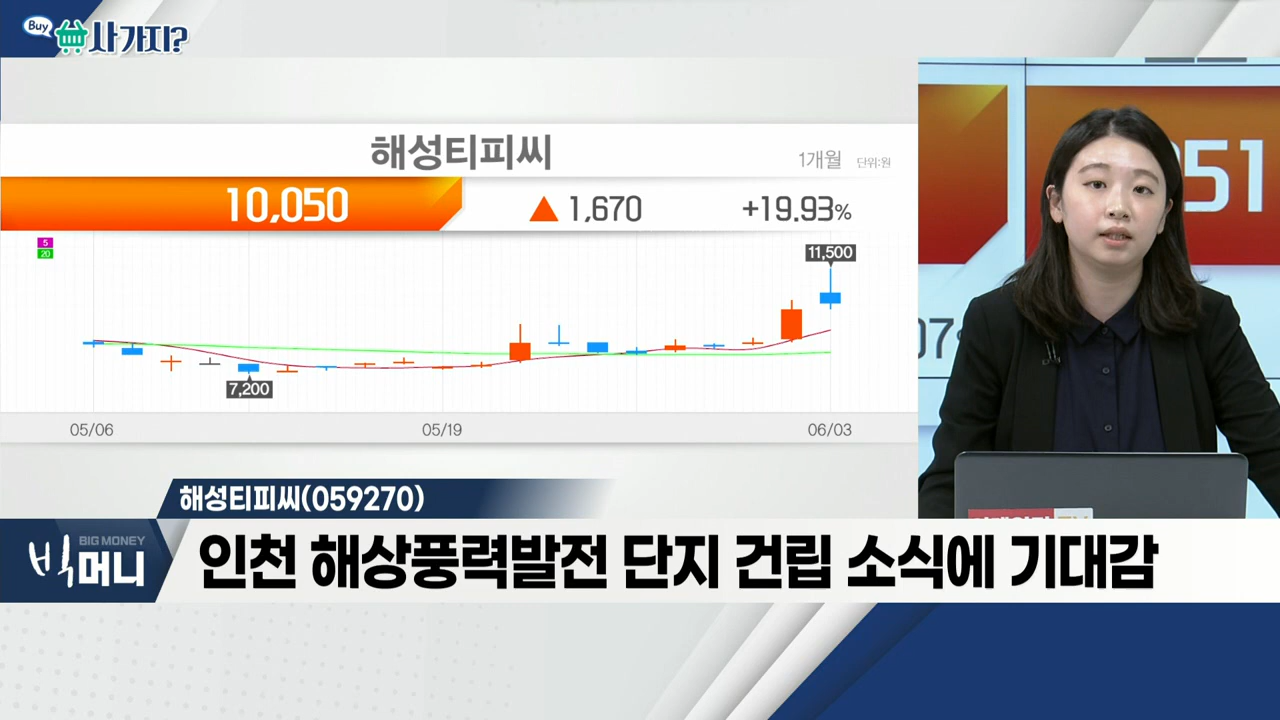 Buy
사 가지?
해성티피씨
1개월 단위:원
10,050 ▲ 1,670 +19.93%
5
20
11,500
7,200
05/06 05/19 06/03
51
07
해성티피씨(059270)
BIG MONEY
빅머니
인천 해상풍력발전 단지 건립 소식에 기대감